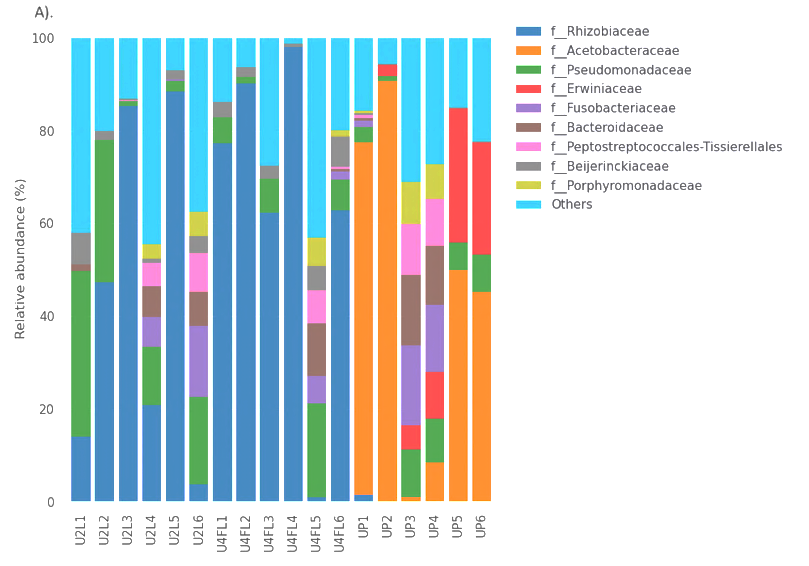 A).
f__Rhizobiaceae
f__Acetobacteraceae
f__Pseudomonadaceae
f__Erwiniaceae
f__Fusobacteriaceae
f__Bacteroidaceae
f__Peptostreptococcales-Tissierellales
f__Beijerinckiaceae
f__Porphyromonadaceae
Others
Relative abundance (%)
100
80
60
40
20
0
U2L1 U2L2 U2L3 U2L4 U2L5 U2L6 U4FL1 U4FL2 U4FL3 U4FL4 U4FL5 U4FL6 UP1 UP2 UP3 UP4 UP5 UP6